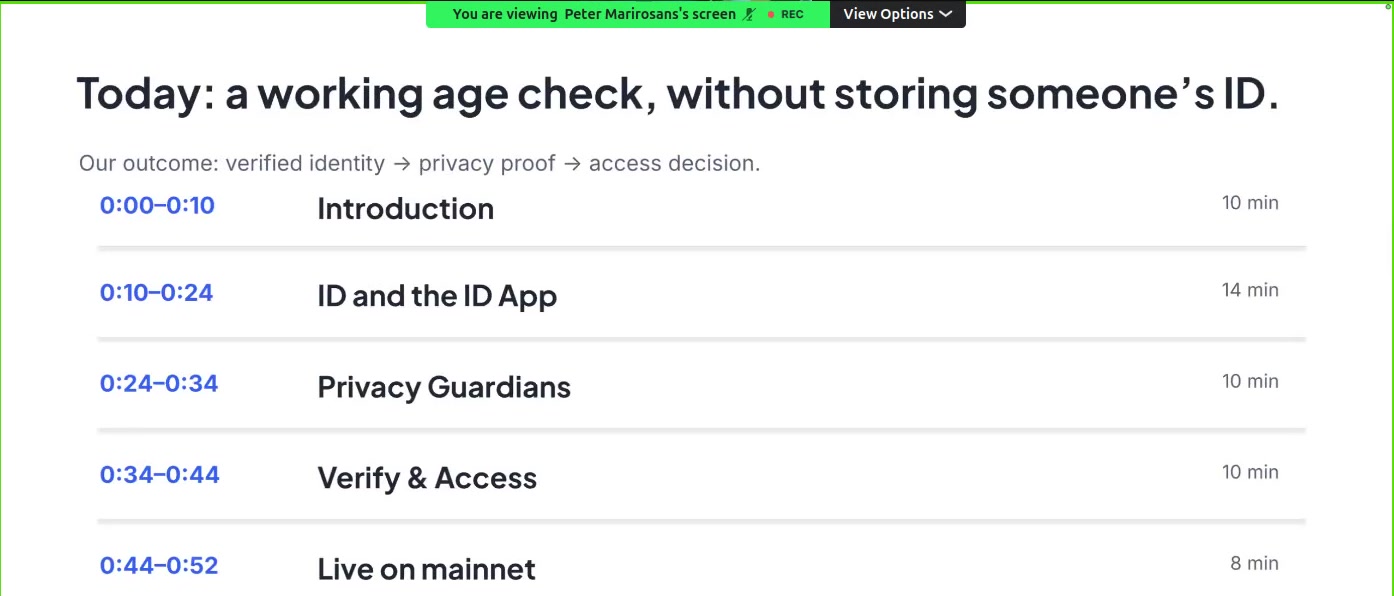 You are viewing Peter Marirosans's screen REC View Options
Today: a working age check, without storing someone’s ID.
Our outcome: verified identity → privacy proof → access decision.
0:00–0:10 Introduction 10 min
0:10–0:24 ID and the ID App 14 min
0:24–0:34 Privacy Guardians 10 min
0:34–0:44 Verify & Access 10 min
0:44–0:52 Live on mainnet 8 min